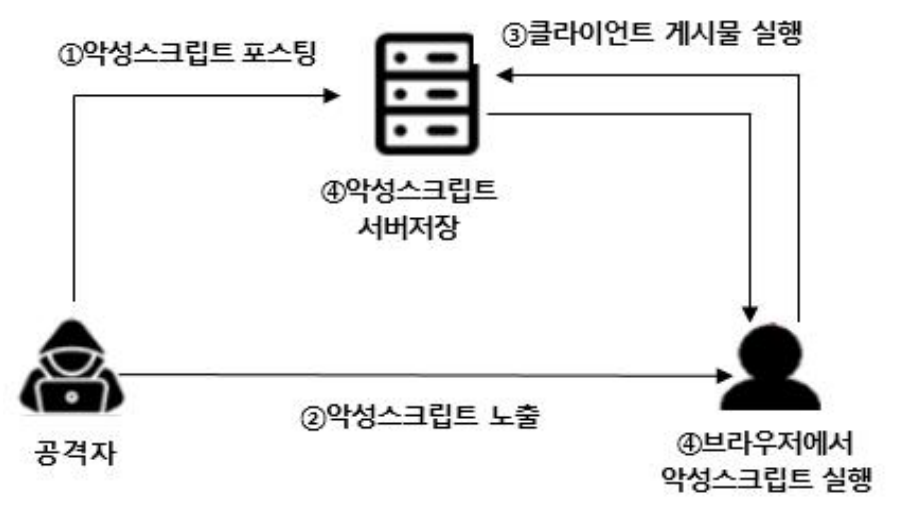 ①악성스크립트 포스팅
③클라이언트 게시물 실행
④악성스크립트
서버저장
②악성스크립트 노출
공격자
④브라우저에서
악성스크립트 실행